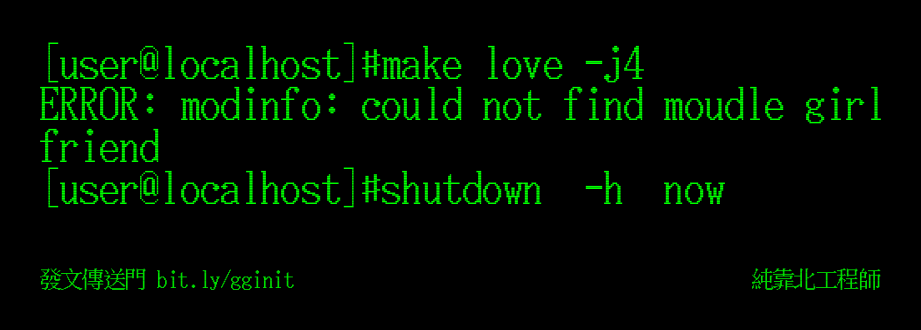 [user@localhost]#make love -j4
ERROR: modinfo: could not find moudle girl
friend
[user@localhost]#shutdown  -h  now
發文傳送門 bit.ly/gginit
純靠北工程師